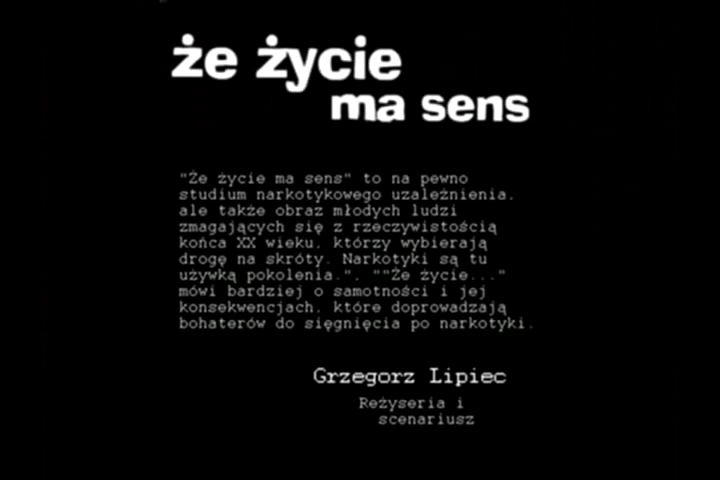 że życie
ma sens
"Że życie ma sens" to na pewno
studium narkotykowego uzależnienia,
ale także obraz młodych ludzi
zmagających się z rzeczywistością
końca XX wieku, którzy wybierają
drogę na skróty. Narkotyki są tu
używką pokolenia.", ""Że życie..."
mówi bardziej o samotności i jej
konsekwencjach, które doprowadzają
bohaterów do sięgnięcia po narkotyki.
Grzegorz Lipiec
Reżyseria i
scenariusz